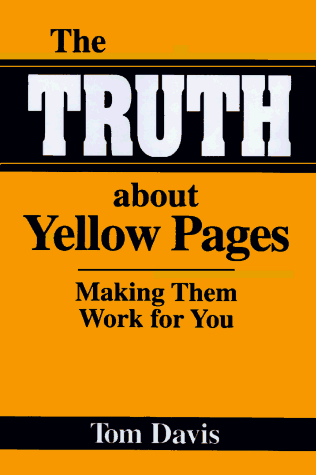 The
TRUTH
about
Yellow Pages
Making Them
Work for You
Tom Davis